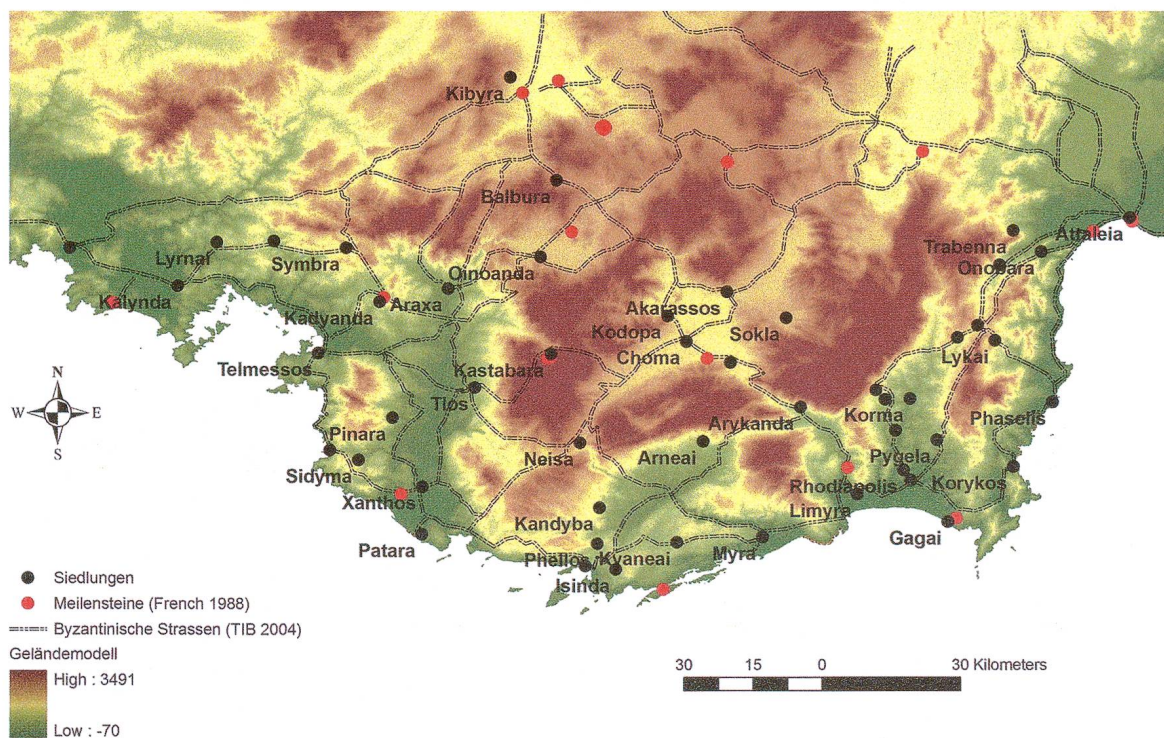 Kibyra
Balbura
Trabenna
Attaleia
Onobara
Lyrnai
Symbra
Oinoanda
Kalynda
Kadyanda
Araxa
Akarassos
Kodopa
Sokla
Choma
Lykai
Telmessos
Kastabara
Tlos
N
W
E
S
Pinara
Arykanda
Korma
Phaselis
Neisa
Arneai
Pygela
Sidyma
Xanthos
Rhodiapolis
Korykos
Limyra
Kandyba
Gagai
Patara
Phellos
Kyaneai
Myra
Isinda
Siedlungen
Meilensteine (French 1988)
Byzantinische Strassen (TIB 2004)
Geländemodell
High : 3491
Low : -70
30 15 0 30 Kilometers